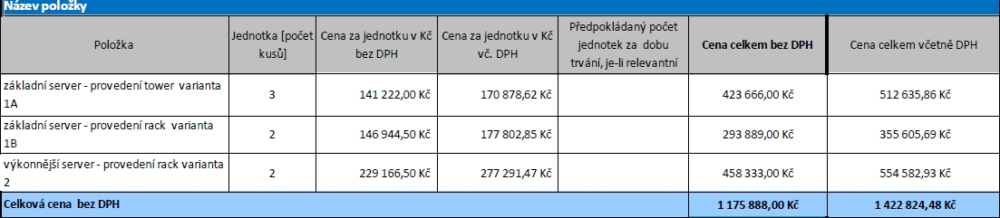 Název položky
Položka
Jednotka [počet
kusů]
Cena za jednotku v Kč
bez DPH
Cena za jednotku v Kč
vč. DPH
Předpokládaný počet
jednotek za dobu
trvání, je-li relevantní
Cena celkem bez DPH
Cena celkem včetně DPH
základní server - provedení tower varianta
1A
3
141 222,00 Kč
170 878,62 Kč
423 666,00 Kč
512 635,86 Kč
základní server - provedení rack varianta
1B
2
146 944,50 Kč
177 802,85 Kč
293 889,00 Kč
355 605,69 Kč
výkonnější server - provedení rack varianta
2
2
229 166,50 Kč
277 291,47 Kč
458 333,00 Kč
554 582,93 Kč
Celková cena bez DPH
1 175 888,00 Kč
1 422 824,48 Kč